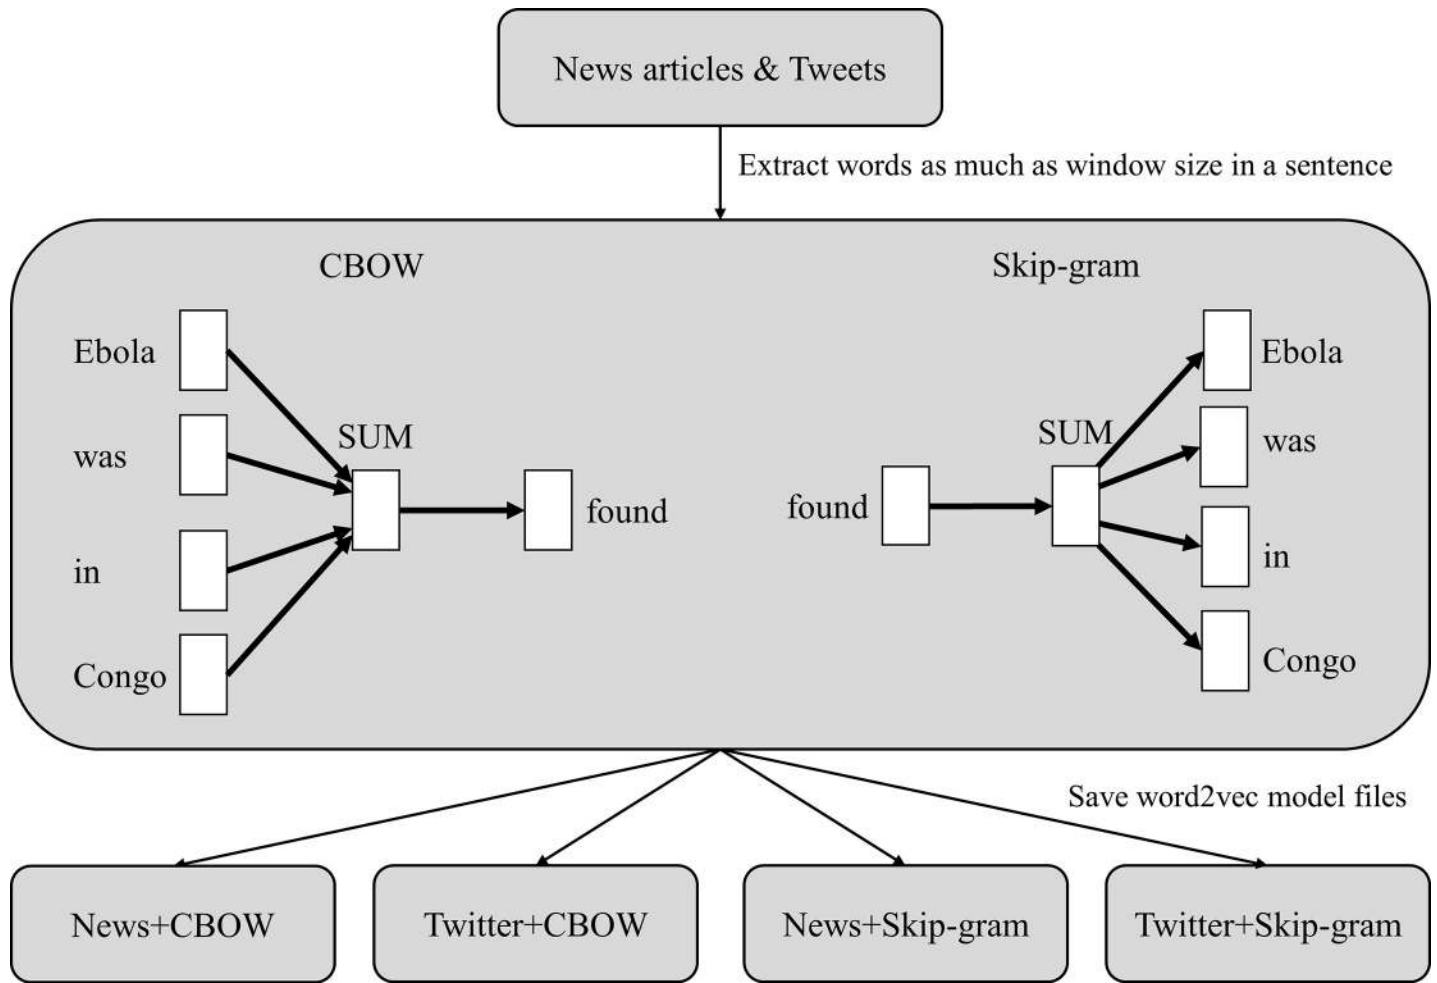 News articles & Tweets
Extract words as much as window size in a sentence
CBOW
Ebola
was
in
Congo
SUM
found
Skip-gram
found
SUM
Ebola
was
in
Congo
Save word2vec model files
News+CBOW
Twitter+CBOW
News+Skip-gram
Twitter+Skip-gram